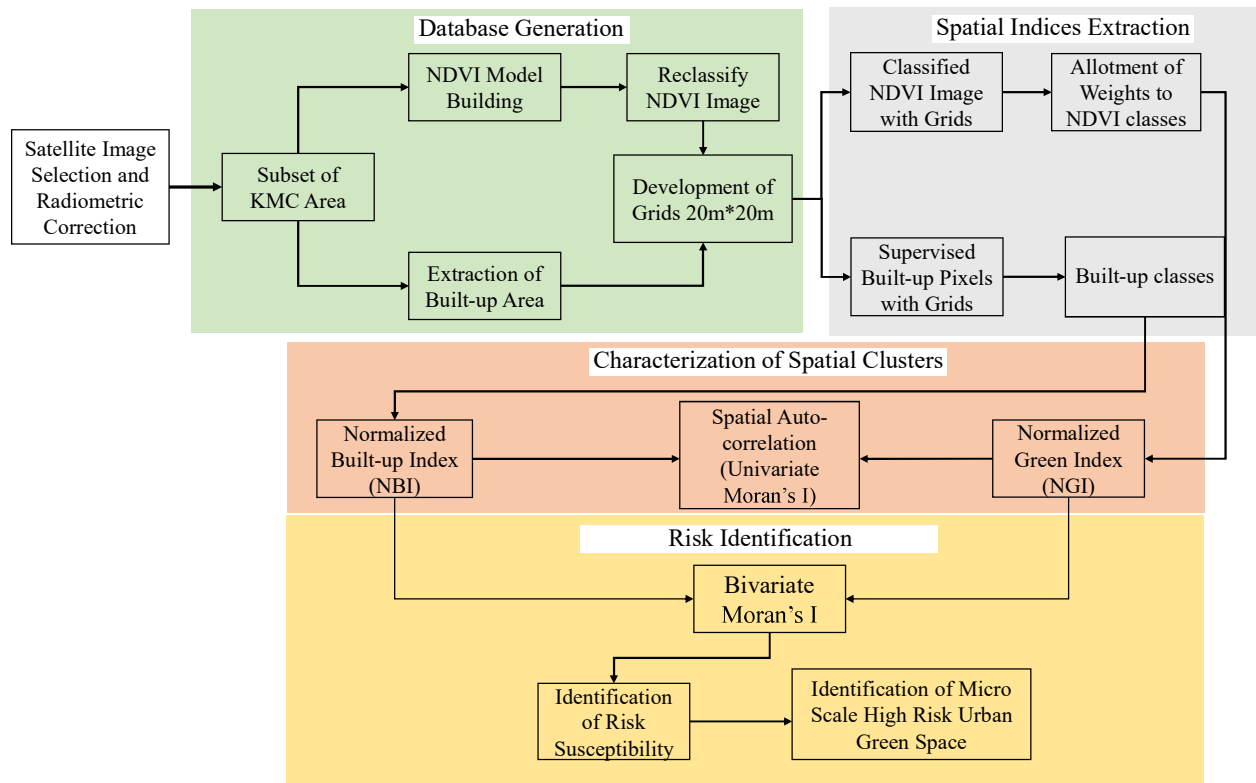 Database Generation
Spatial Indices Extraction
Satellite Image
Selection and
Radiometric
Correction
Subset of
KMC Area
NDVI Model
Building
Reclassify
NDVI Image
Development of
Grids 20m*20m
Extraction of
Built-up Area
Classified
NDVI Image
with Grids
Allotment of
Weights to
NDVI classes
Supervised
Built-up Pixels
with Grids
Built-up classes
Characterization of Spatial Clusters
Normalized
Built-up Index
(NBI)
Spatial Auto-
correlation
(Univariate
Moran’s I)
Normalized
Green Index
(NGI)
Risk Identification
Bivariate
Moran’s I
Identification
of Risk
Susceptibility
Identification of Micro
Scale High Risk Urban
Green Space